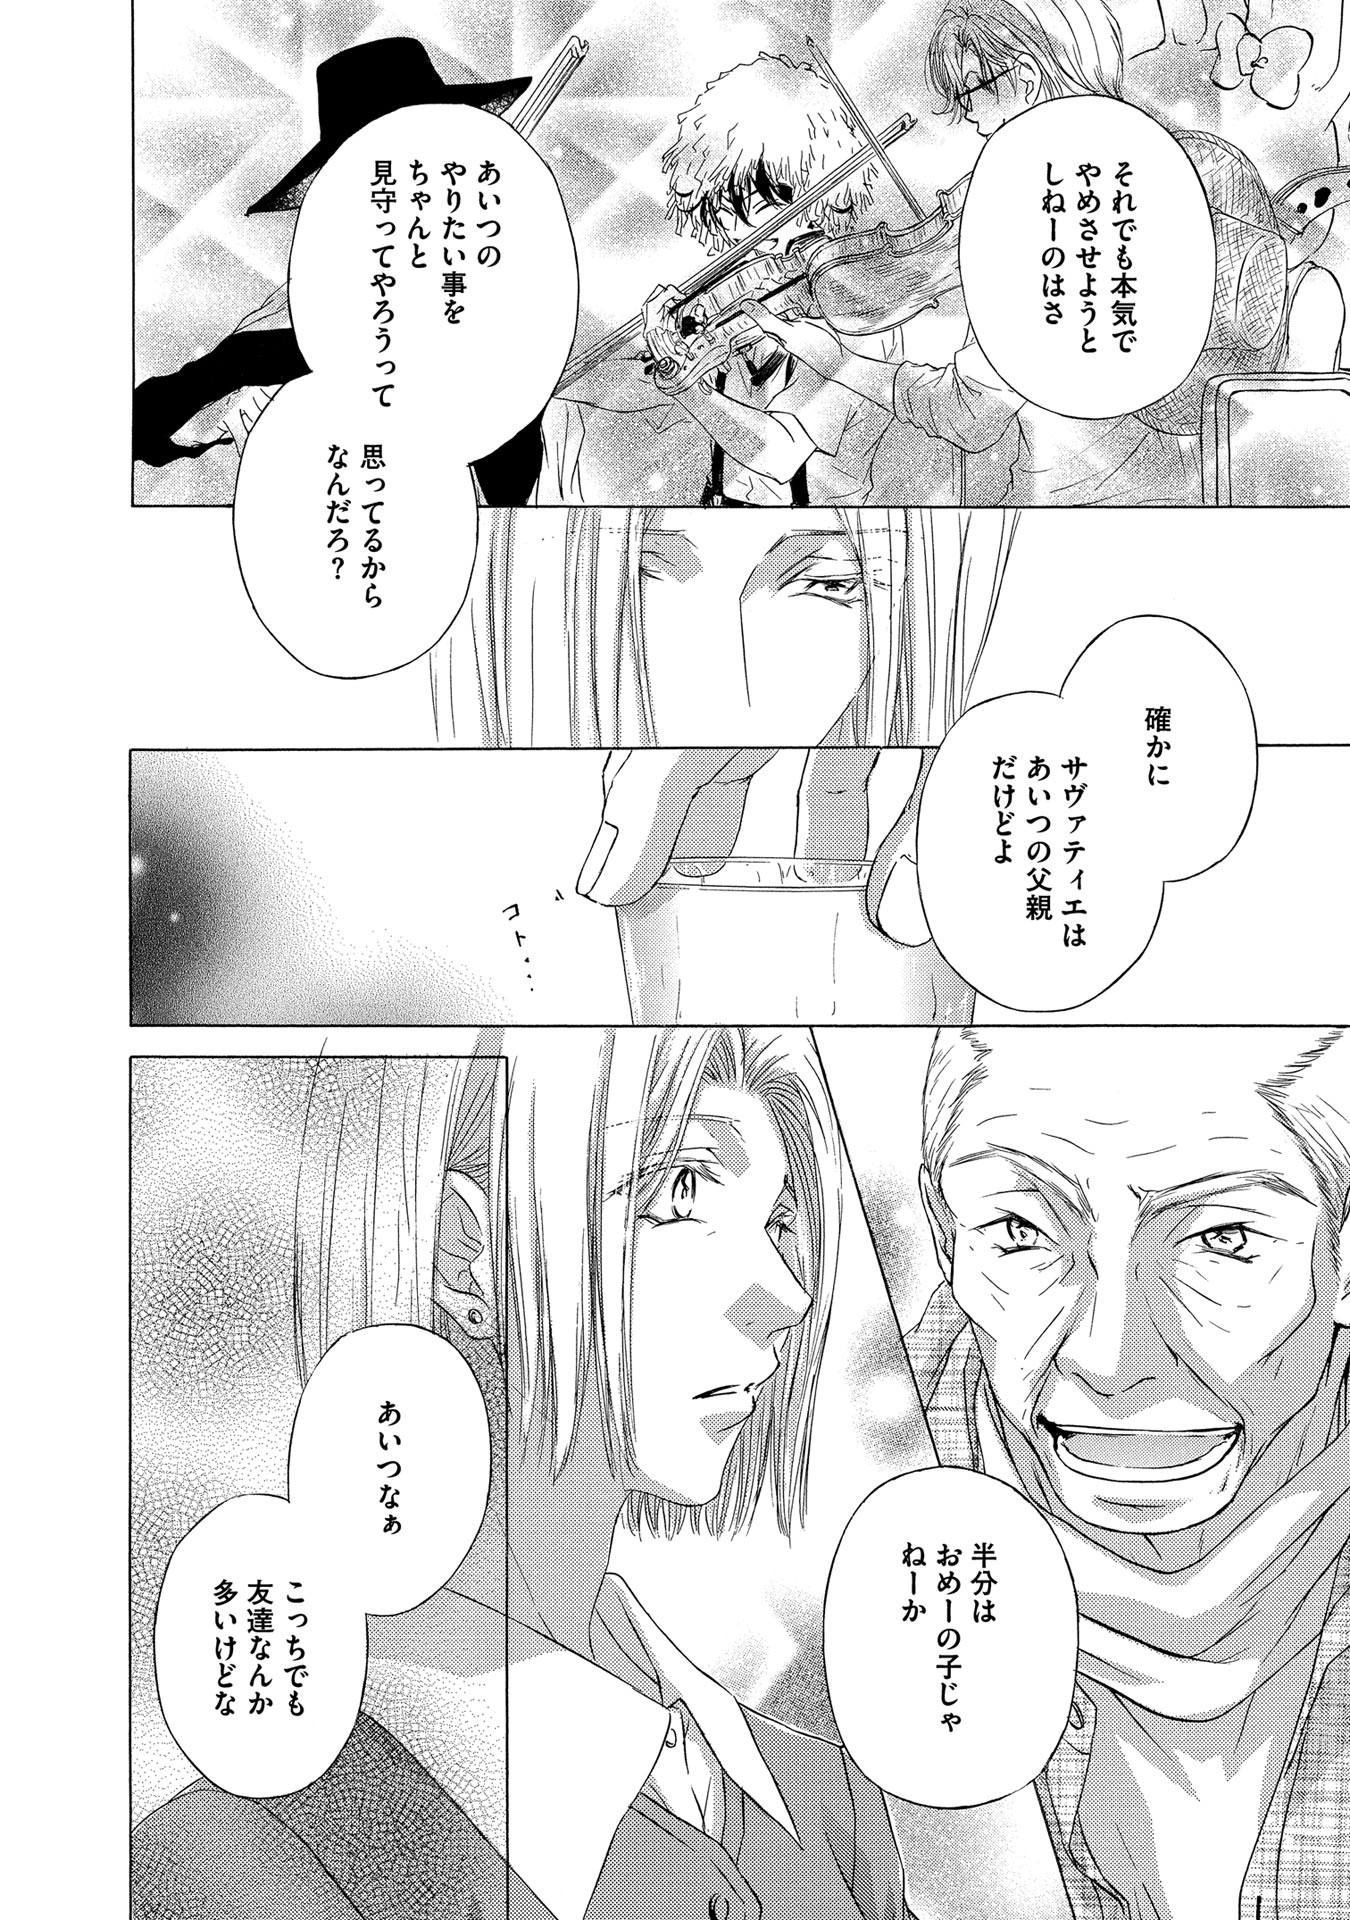 それでも本気で
やめさせようと
しねーのはさ
あいつの
やりたい事を
ちゃんと
見守ってやろうって
思ってるから
なんだろ？
確かに
サヴァティエは
あいつの父親
だけどよ
コト…
半分は
おめーの子じゃ
ねーか
あいつなぁ
こっちでも
友達なんか
多いけどな